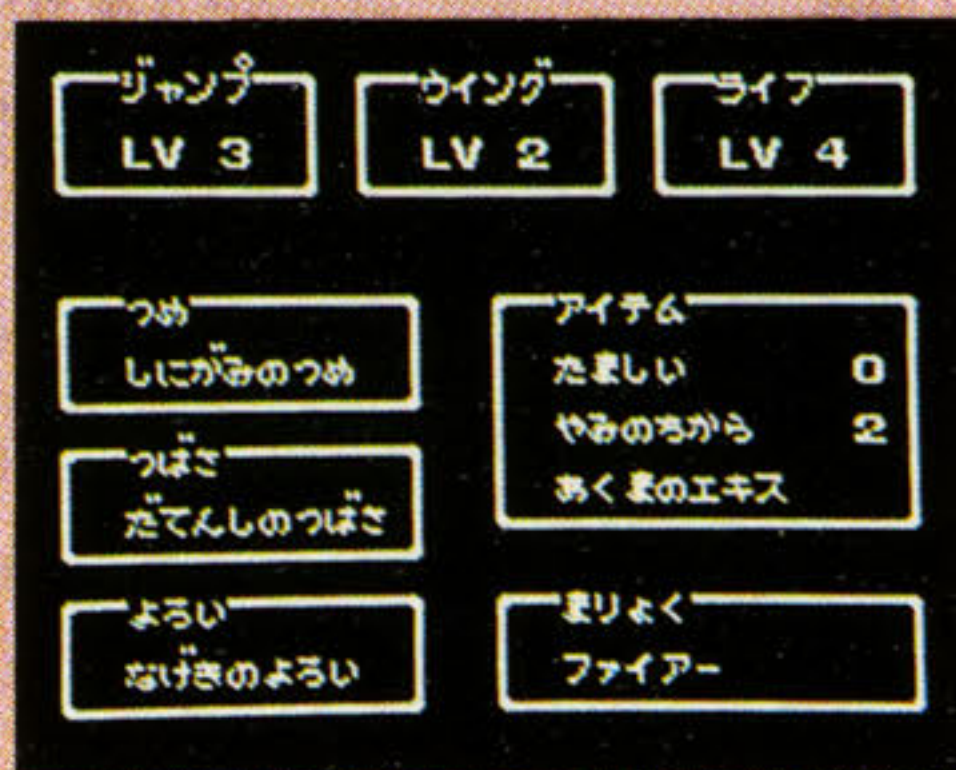 ジャンプ
LV 3
ウイング
LV 2
ライフ
LV 4
つめ
しにがみのつめ
つばさ
だてんしのつばさ
よろい
なげきのよろい
アイテム
たましい 0
やみのちから 2
あくまのエキス
まりょく
ファイアー